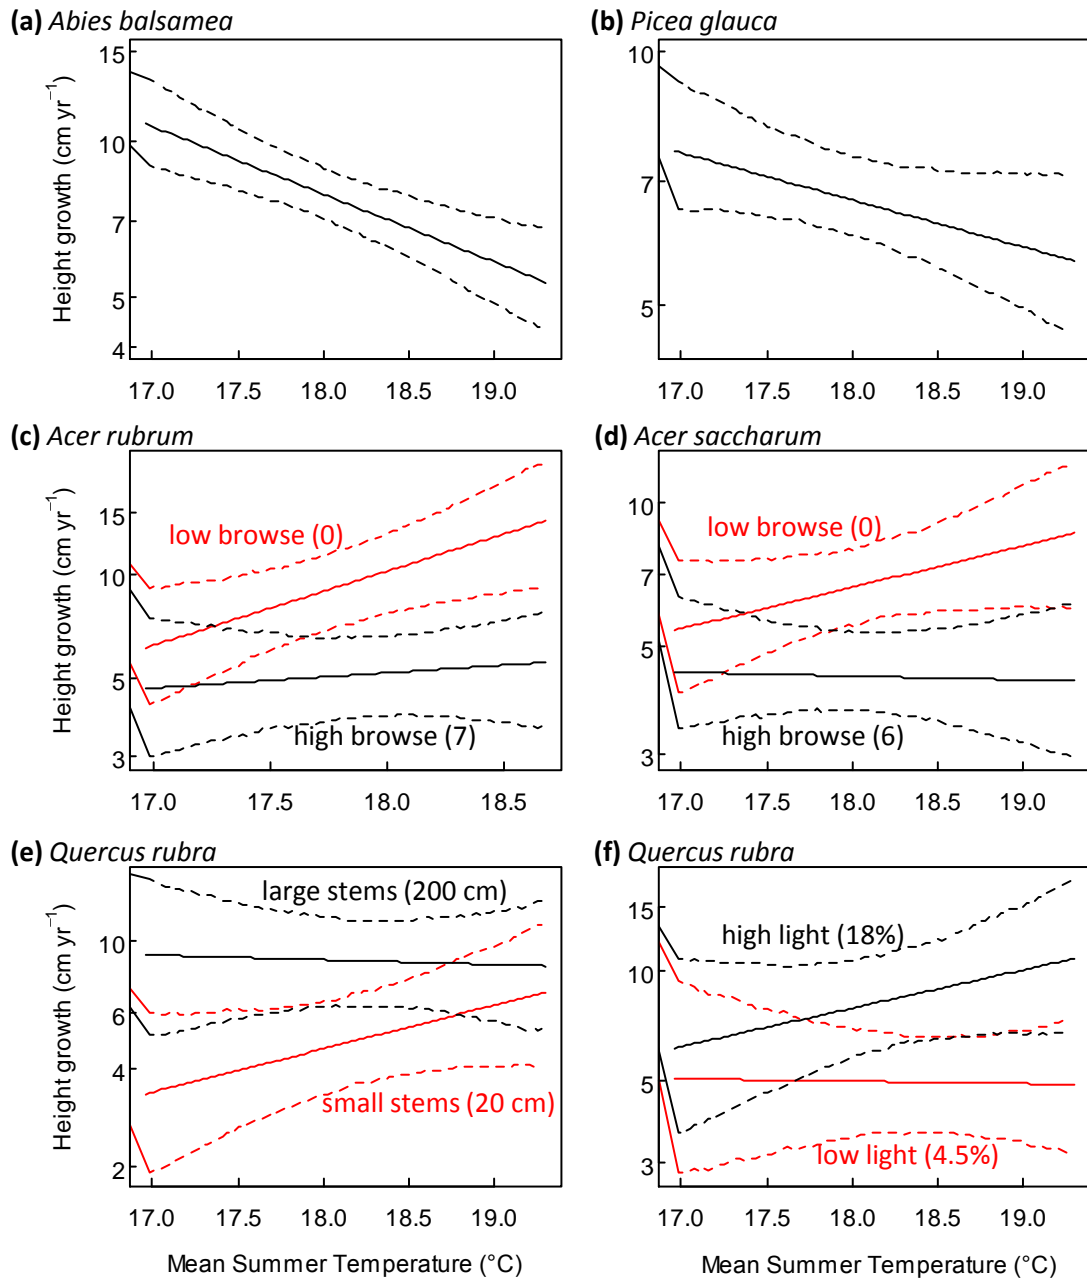 (a) Abies balsamea
(b) Picea glauca
Height growth (cm yr⁻¹)
15
10
7
5
4
17.0 17.5 18.0 18.5 19.0
10
7
5
17.0 17.5 18.0 18.5 19.0
(c) Acer rubrum
(d) Acer saccharum
Height growth (cm yr⁻¹)
15
10
5
3
low browse (0)
high browse (7)
17.0 17.5 18.0 18.5
10
7
5
3
low browse (0)
high browse (6)
17.0 17.5 18.0 18.5 19.0
(e) Quercus rubra
(f) Quercus rubra
Height growth (cm yr⁻¹)
10
6
4
2
large stems (200 cm)
small stems (20 cm)
17.0 17.5 18.0 18.5 19.0
Mean Summer Temperature (°C)
15
10
5
3
high light (18%)
low light (4.5%)
17.0 17.5 18.0 18.5 19.0
Mean Summer Temperature (°C)